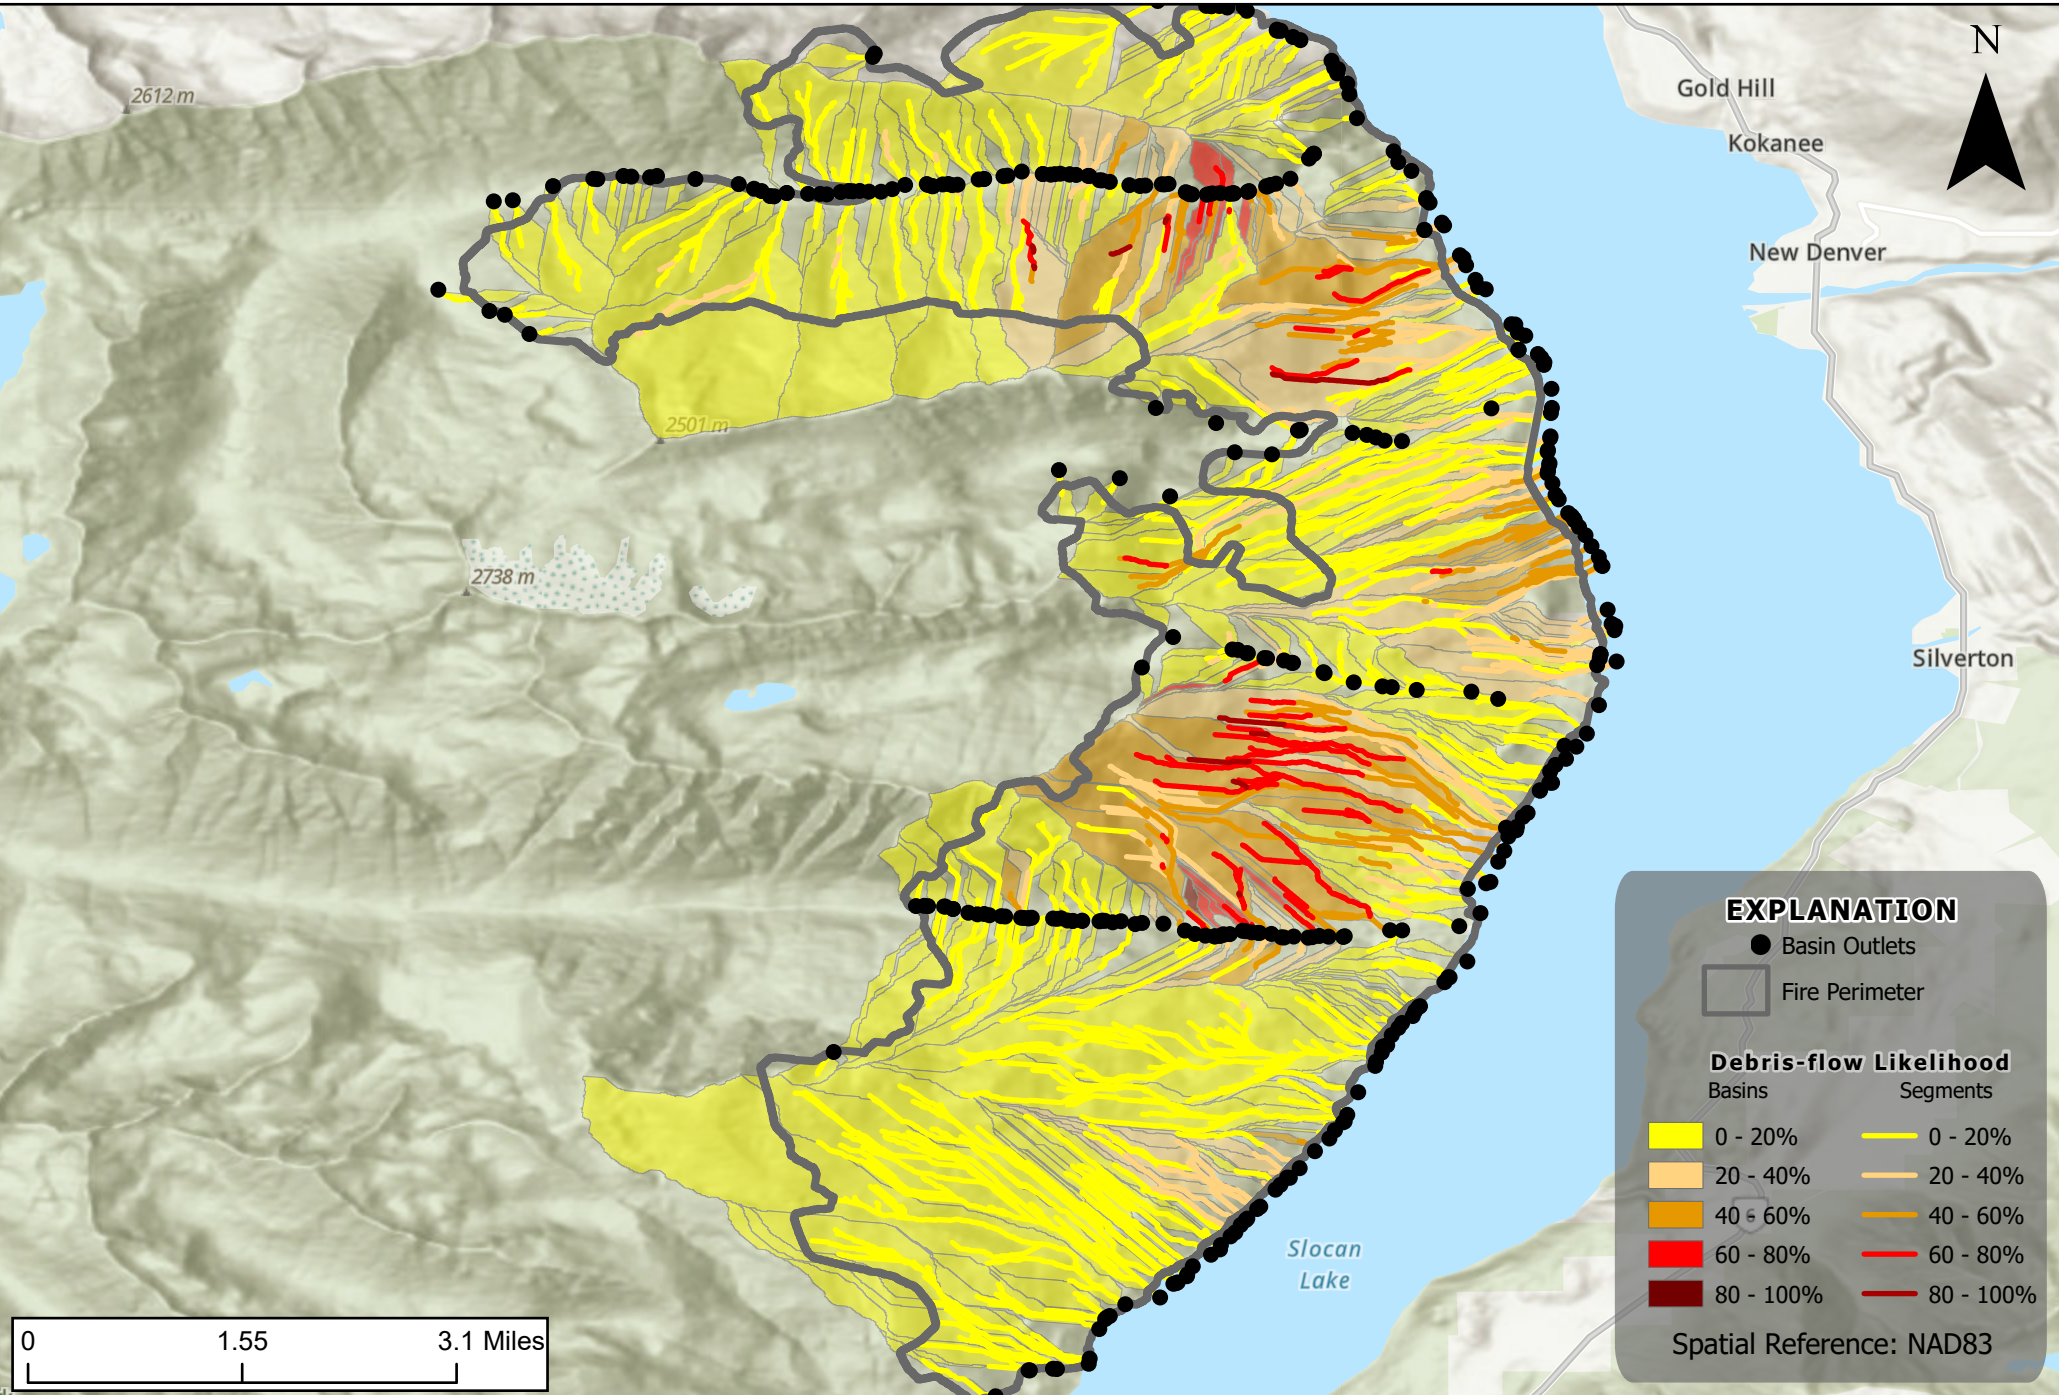 N
Gold Hill
Kokanee
2612 m
New Denver
2501 m
2738 m
Silverton
EXPLANATION
Basin Outlets
Fire Perimeter
Debris-flow Likelihood
Basins Segments
0 - 20% 0 - 20%
20 - 40% 20 - 40%
40 - 60% 40 - 60%
60 - 80% 60 - 80%
80 - 100% 80 - 100%
Spatial Reference: NAD83
Slocan
Lake
0 1.55 3.1 Miles
6